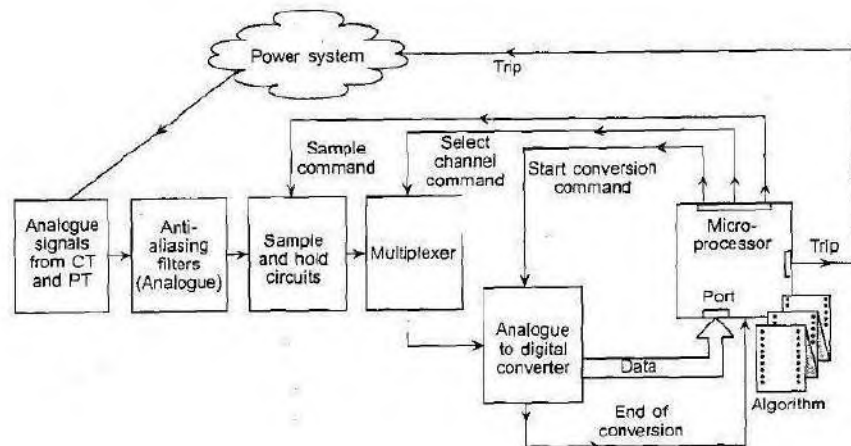 Power system
Trip
Sample
command
Select
channel
command
Start conversion
command
Analogue
signals
from CT
and PT
Anti-
aliasing
filters
(Analogue)
Sample
and hold
circuits
Multiplexer
Micro-
processor
Trip
Port
Analogue
to digital
converter
Data
Algorithm
End of
conversion